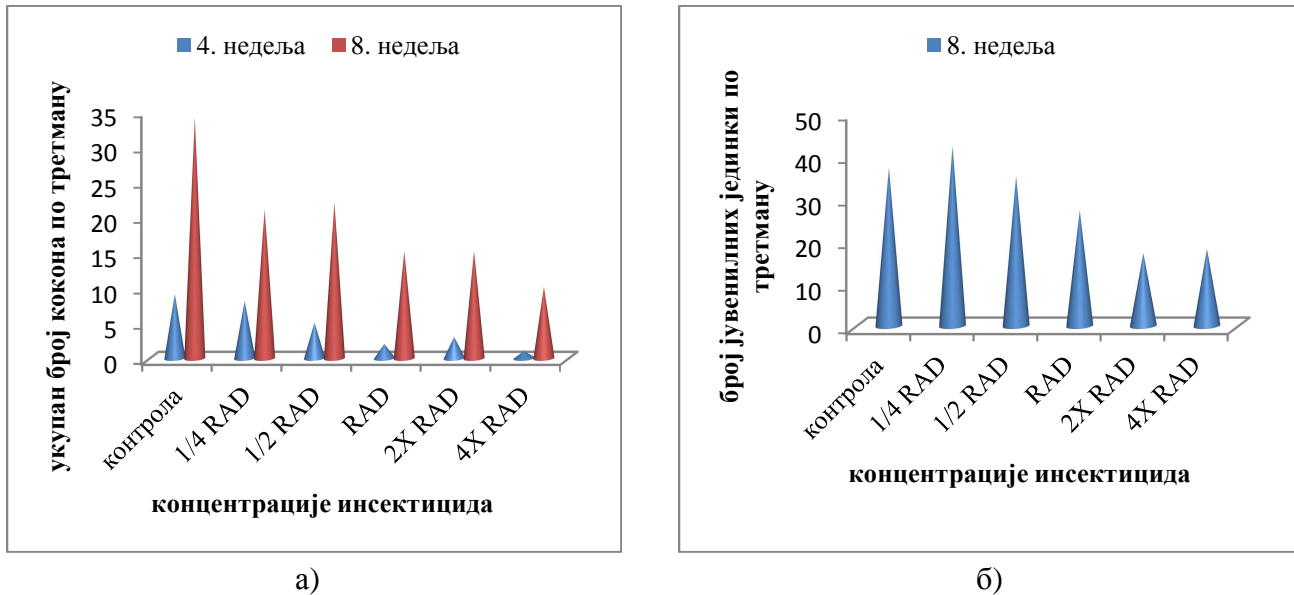 4. недеља 8. недеља
укупан број кокона по третману
35
30
25
20
15
10
5
0
контрола
1/4 RAD
1/2 RAD
RAD
2X RAD
4X RAD
концентрације инсектицида
а)
8. недеља
број јувенилних јединки по
третману
50
40
30
20
10
0
контрола
1/4 RAD
1/2 RAD
RAD
2X RAD
4X RAD
концентрације инсектицида
б)